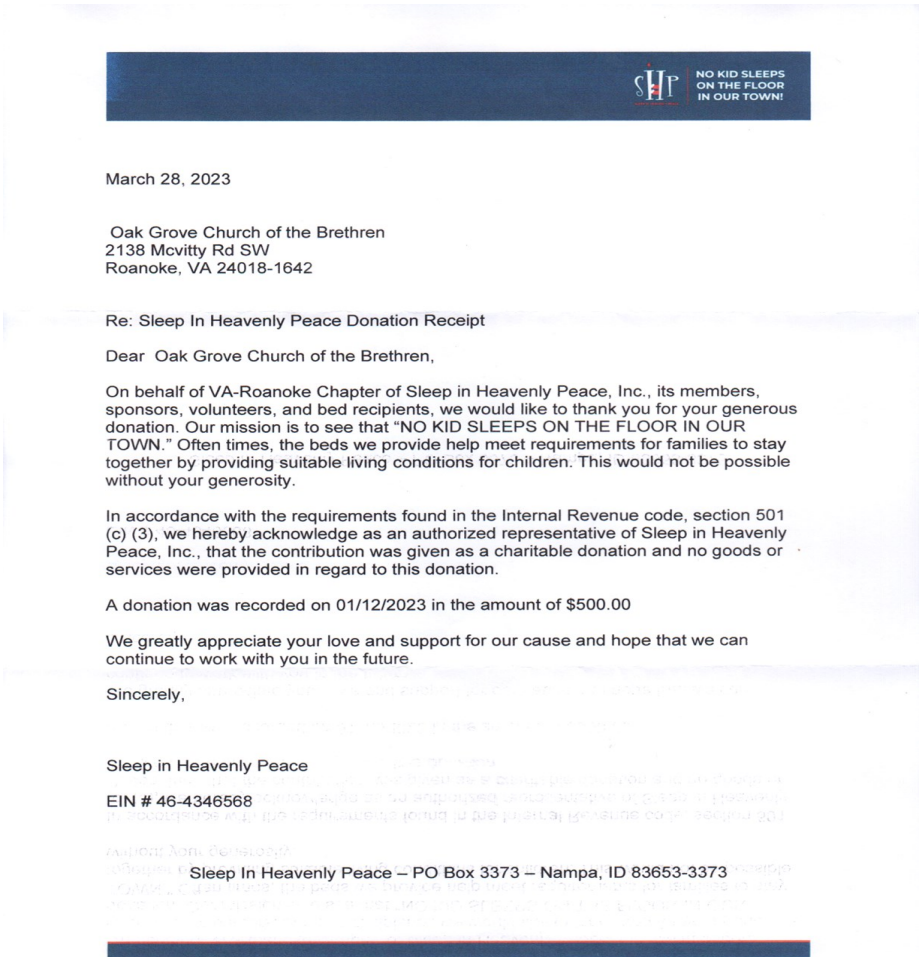 SHP
NO KID SLEEPS
ON THE FLOOR
IN OUR TOWN!
March 28, 2023
Oak Grove Church of the Brethren
2138 Mcvitty Rd SW
Roanoke, VA 24018-1642
Re: Sleep In Heavenly Peace Donation Receipt
Dear  Oak Grove Church of the Brethren,
On behalf of VA-Roanoke Chapter of Sleep in Heavenly Peace, Inc., its members,
sponsors, volunteers, and bed recipients, we would like to thank you for your generous
donation. Our mission is to see that “NO KID SLEEPS ON THE FLOOR IN OUR
TOWN.” Often times, the beds we provide help meet requirements for families to stay
together by providing suitable living conditions for children. This would not be possible
without your generosity.
In accordance with the requirements found in the Internal Revenue code, section 501
(c) (3), we hereby acknowledge as an authorized representative of Sleep in Heavenly
Peace, Inc., that the contribution was given as a charitable donation and no goods or
services were provided in regard to this donation.
A donation was recorded on 01/12/2023 in the amount of $500.00
We greatly appreciate your love and support for our cause and hope that we can
continue to work with you in the future.
Sincerely,
Sleep in Heavenly Peace
EIN # 46-4346568
Sleep in Heavenly Peace – PO Box 3373 – Nampa, ID 83653-3373